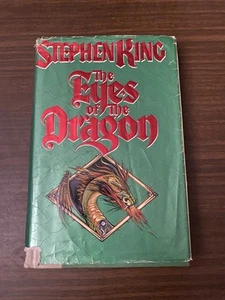 STEPHEN KING
The
Eyes
of The
Dragon